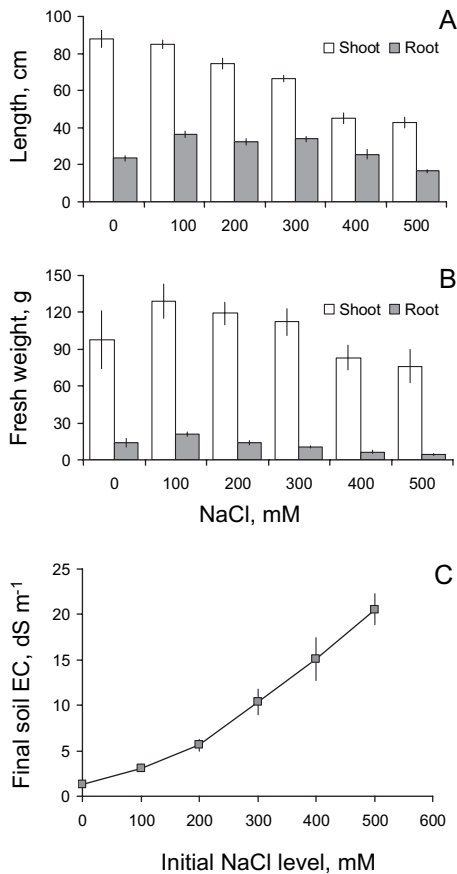 A
100
80
60
40
20
0
Length, cm
Shoot Root
0 100 200 300 400 500
B
150
120
90
60
30
0
Fresh weight, g
Shoot Root
0 100 200 300 400 500
NaCl, mM
C
25
20
15
10
5
0
Final soil EC, dS m⁻¹
0 100 200 300 400 500 600
Initial NaCl level, mM